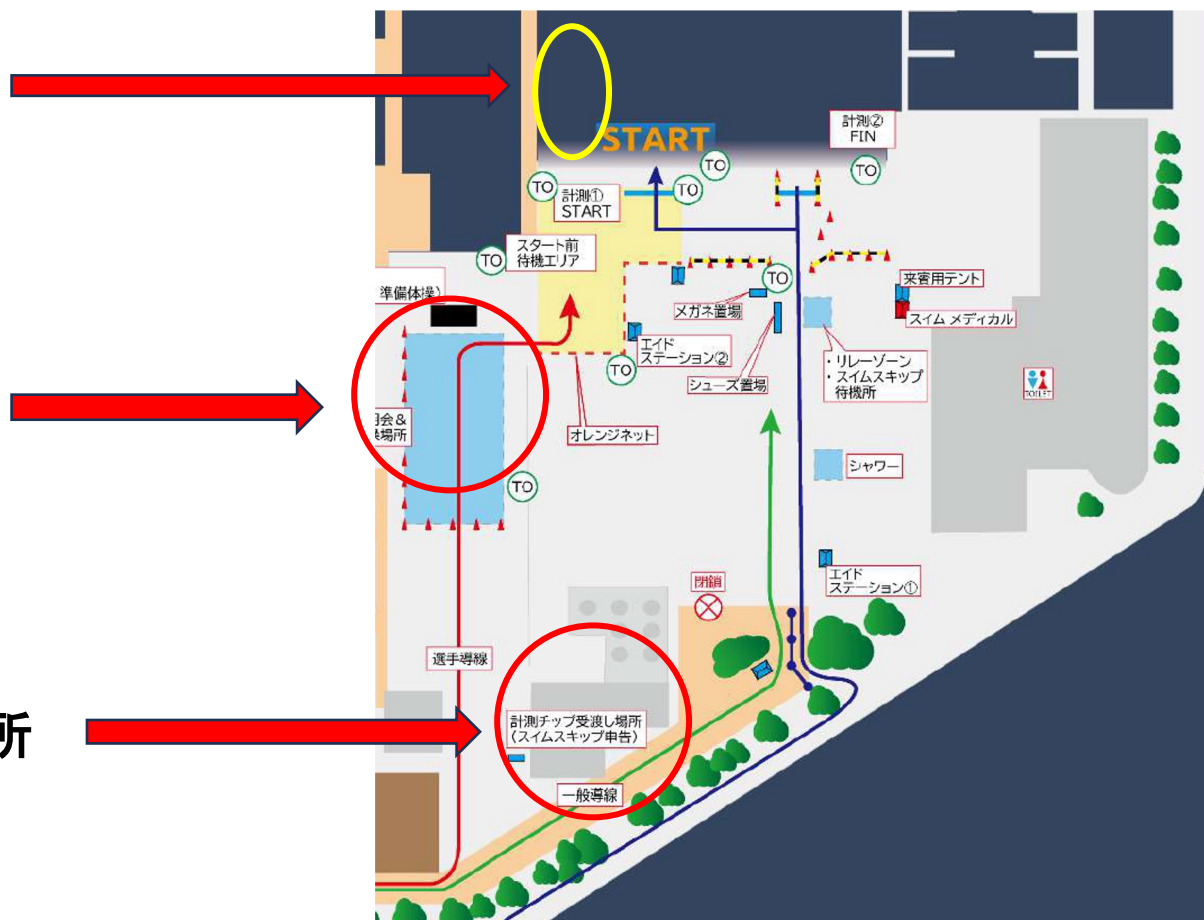 START
計測②
FIN
TO
TO
TO
TO
計測①
START
スタート前
待機エリア
TO
TO
準備体操）
メガネ置場
来賓用テント
スイム メディカル
エイド
ステーション②
シューズ置場
・リレーゾーン
・スイムスキップ
待機所
TO
TOILET
会＆
場所
オレンジネット
シャワー
TO
エイド
ステーション①
閉鎖
選手導線
計測チップ受渡し場所
（スイムスキップ申告）
所
一般導線